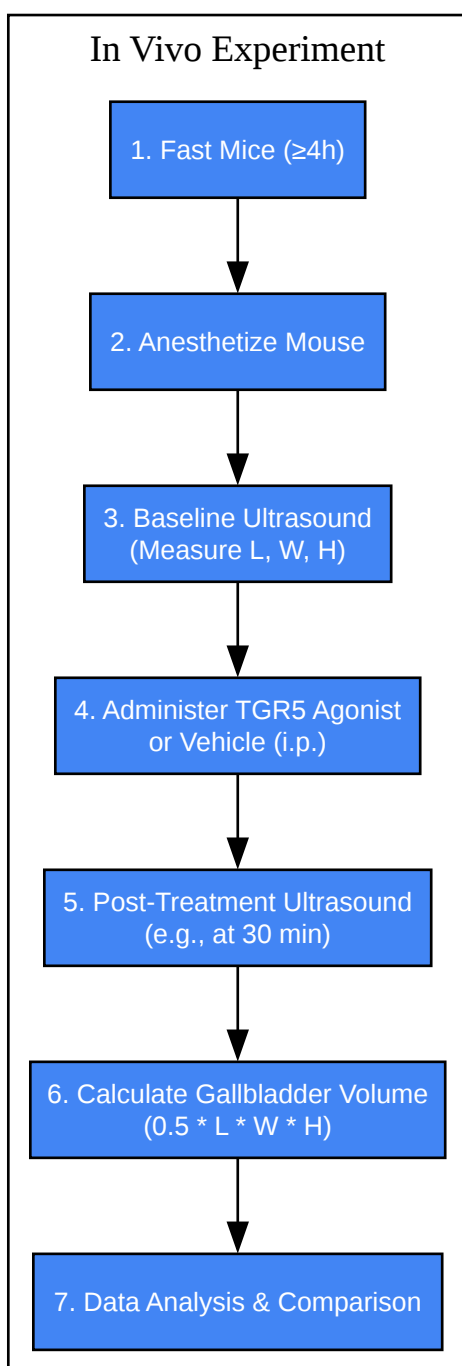 In Vivo Experiment
1. Fast Mice (≥4h)
2. Anesthetize Mouse
3. Baseline Ultrasound
(Measure L, W, H)
4. Administer TGR5 Agonist
or Vehicle (i.p.)
5. Post-Treatment Ultrasound
(e.g., at 30 min)
6. Calculate Gallbladder Volume
(0.5 * L * W * H)
7. Data Analysis & Comparison